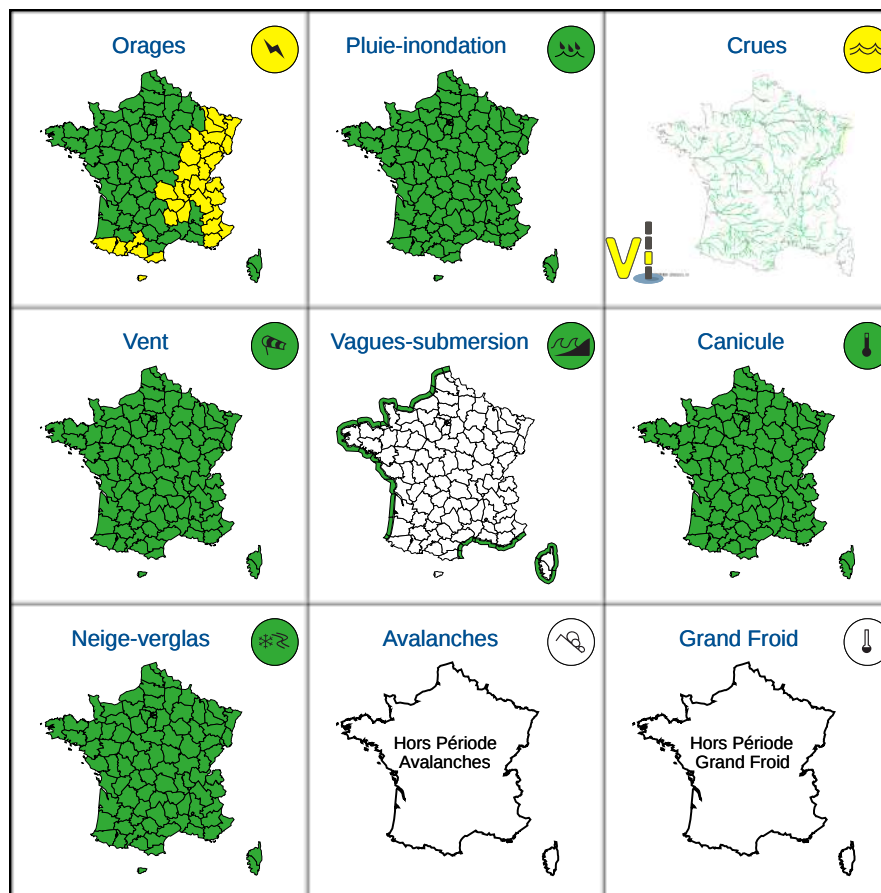 Orages
Pluie-inondation
Crues
Vi
Vent
Vagues-submersion
Canicule
Neige-verglas
Avalanches
Grand Froid
Hors Période
Avalanches
Hors Période
Grand Froid